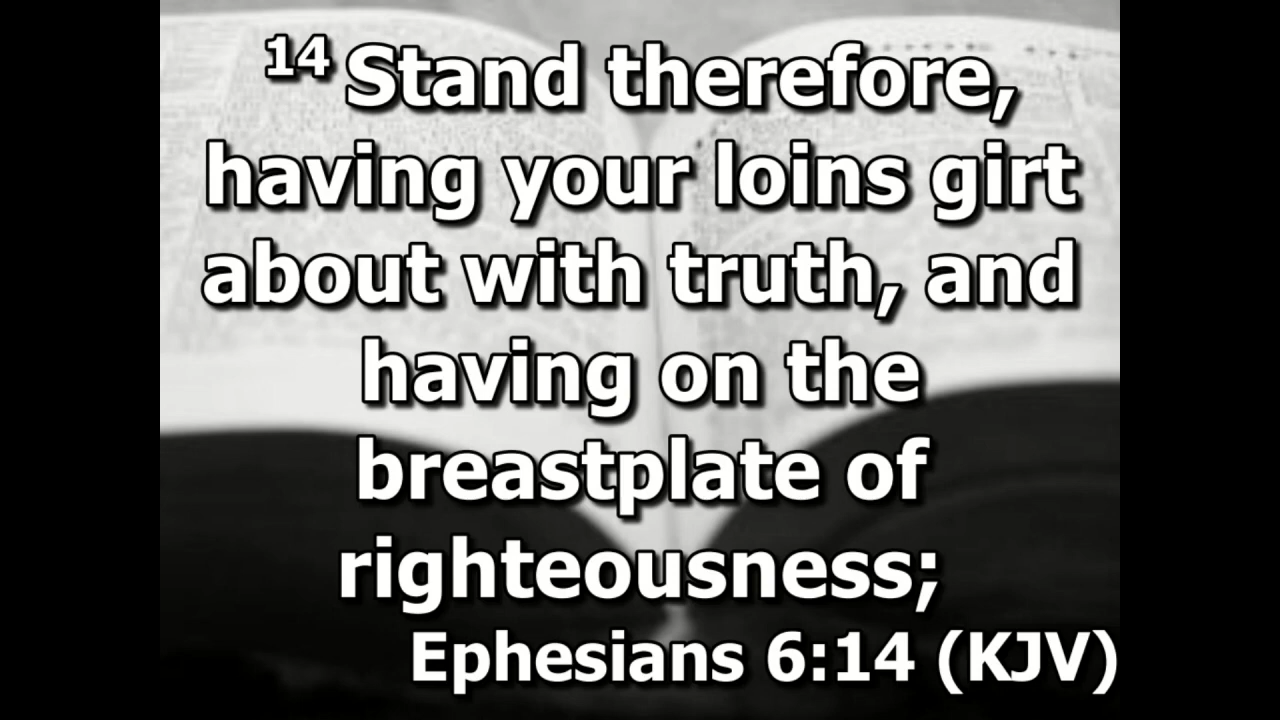 14 Stand therefore,
having your loins girt
about with truth, and
having on the
breastplate of
righteousness;
Ephesians 6:14 (KJV)